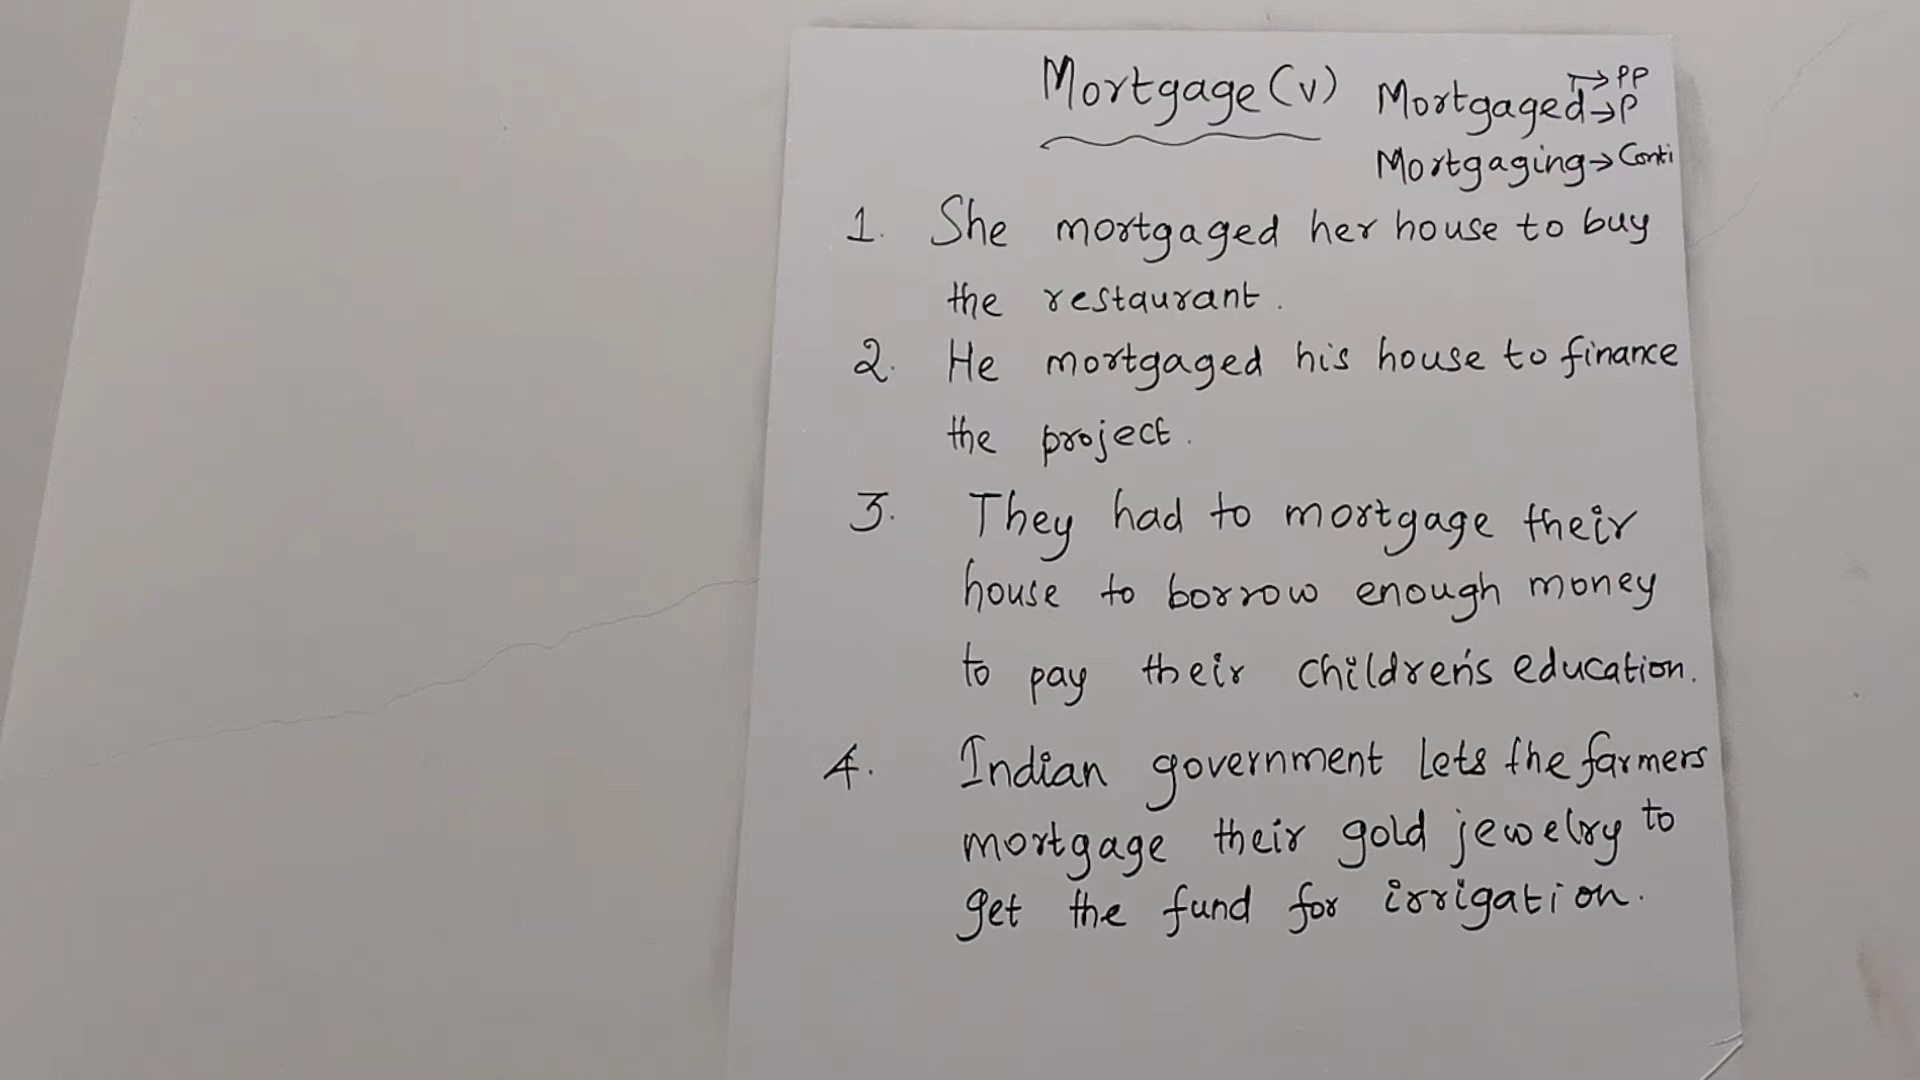 Mortgage (v)
Mortgaged → PP
→ P
Mortgaging → Conti
1. She mortgaged her house to buy
the restaurant.
2. He mortgaged his house to finance
the project.
3. They had to mortgage their
house to borrow enough money
to pay their children's education.
4. Indian government lets the farmers
mortgage their gold jewelry to
get the fund for irrigation.